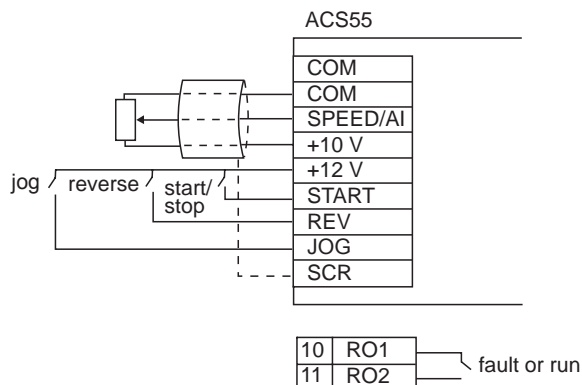 ACS55
COM
COM
SPEED/AI
+10 V
+12 V
START
REV
JOG
SCR
jog
reverse
start/
stop
10 RO1
11 RO2
fault or run